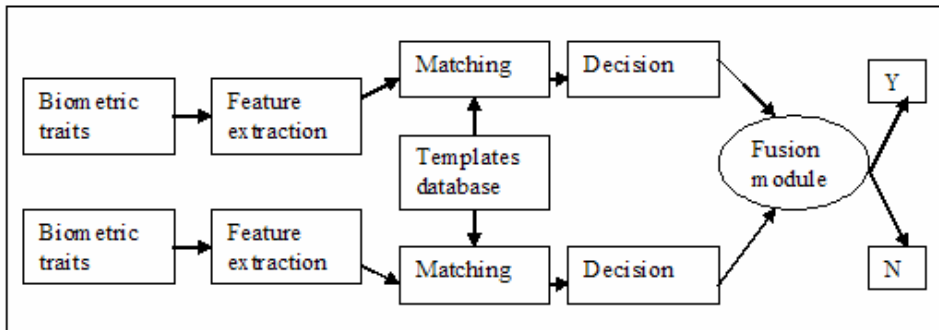 Biometric
traits
Feature
extraction
Matching
Decision
Templates
database
Fusion
module
Y
Biometric
traits
Feature
extraction
Matching
Decision
N